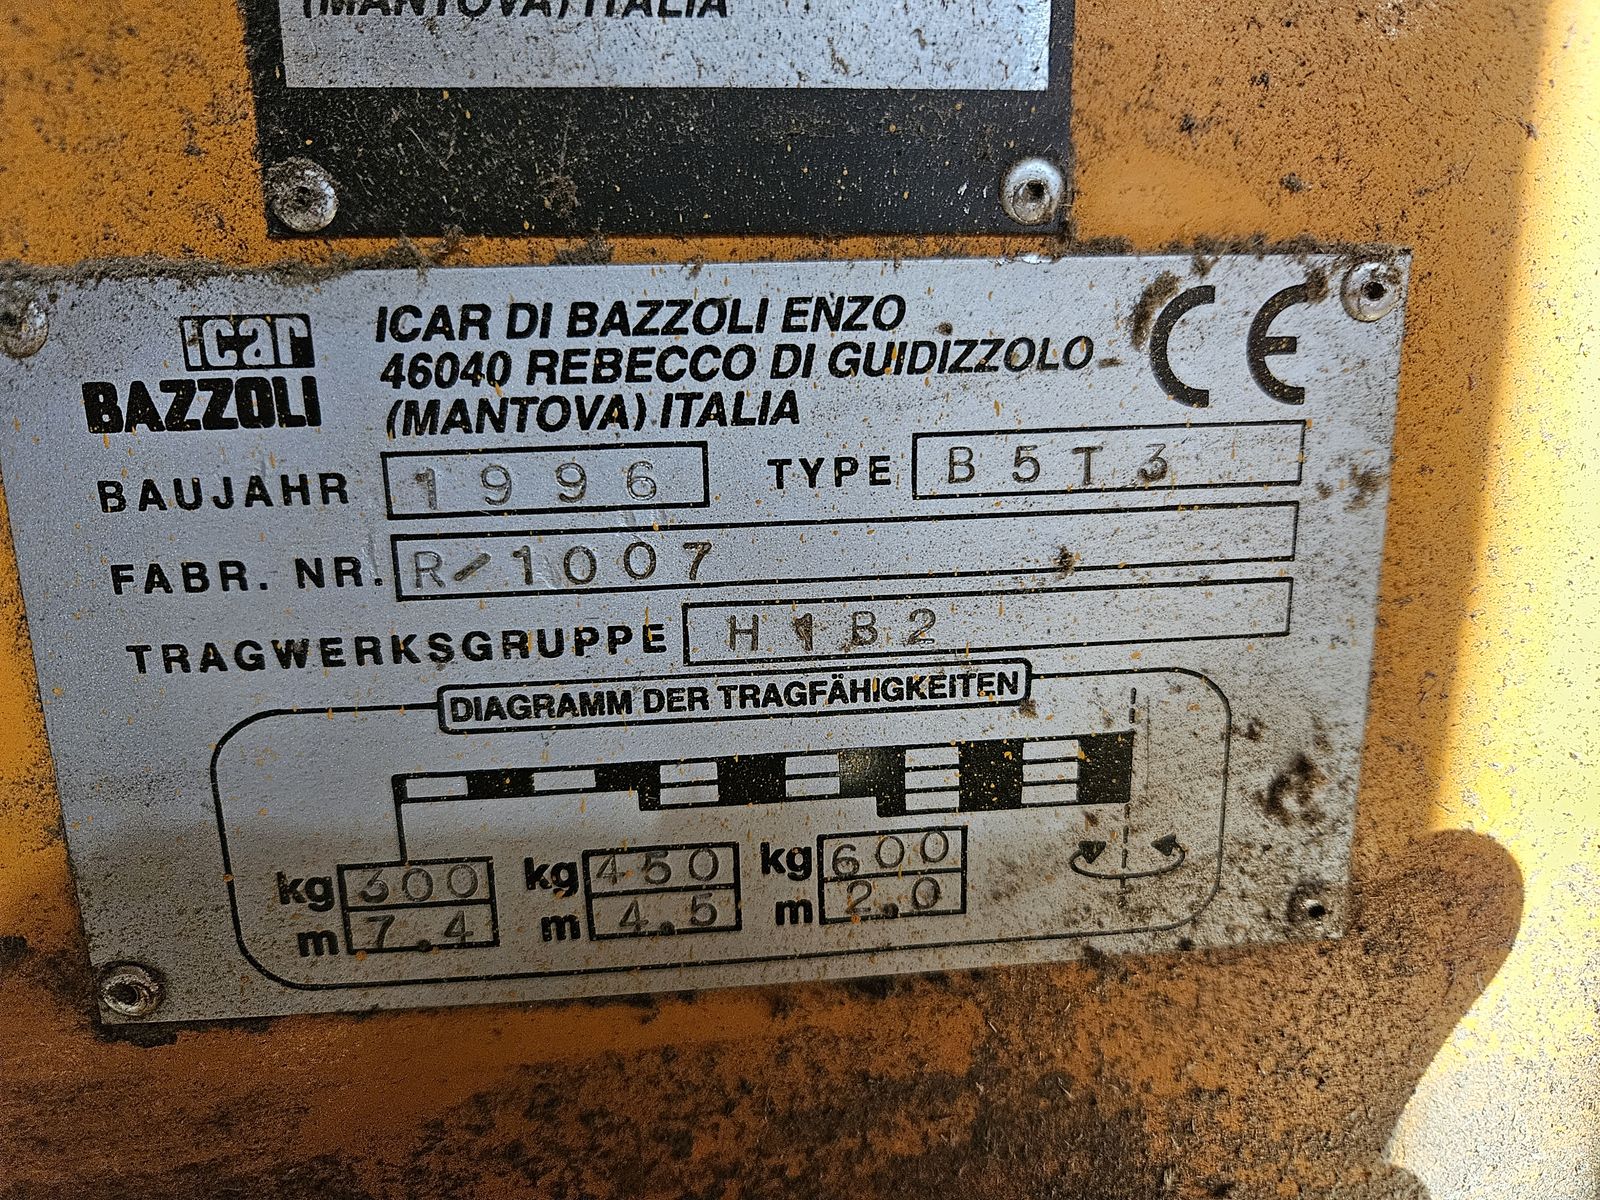 (MANTOVA) ITALIA
icar
BAZZOLI
ICAR DI BAZZOLI ENZO
46040 REBECCO DI GUIDIZZOLO
(MANTOVA) ITALIA
CE
BAUJAHR 1996 TYPE B5T3
FABR. NR. R/1007
TRAGWERKSGRUPPE H1B2
DIAGRAMM DER TRAGFÄHIGKEITEN
kg 300 kg 450 kg 600
m 7.4 m 4.5 m 2.0